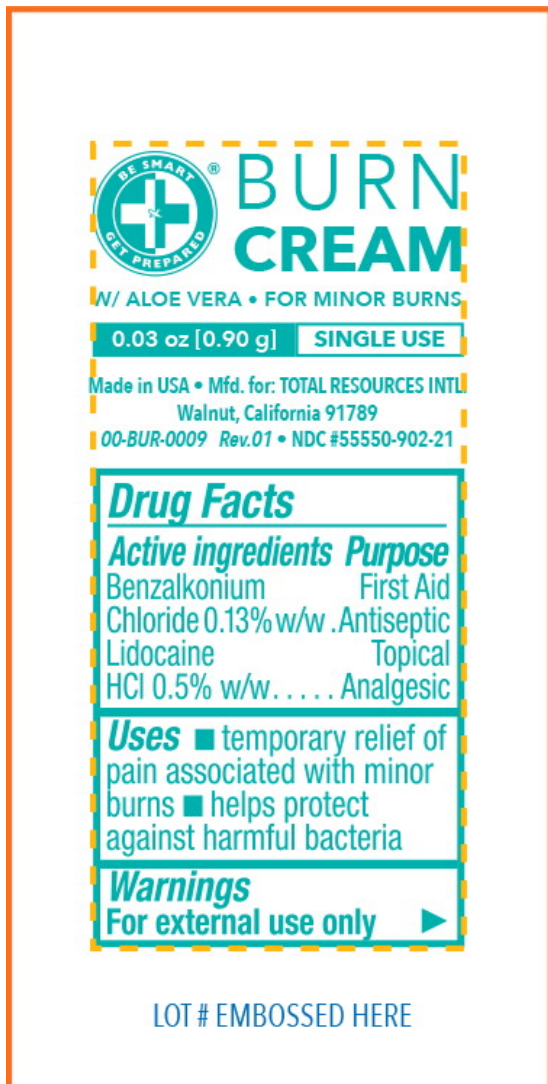 BE SMART
GET PREPARED
®
BURN
CREAM
W/ ALOE VERA • FOR MINOR BURNS
0.03 oz [0.90 g] SINGLE USE
Made in USA • Mfd. for: TOTAL RESOURCES INTL.
Walnut, California 91789
00-BUR-0009 Rev.01 • NDC #55550-902-21
Drug Facts
Active ingredients Purpose
Benzalkonium First Aid
Chloride 0.13% w/w . Antiseptic
Lidocaine Topical
HCl 0.5% w/w . . . . . Analgesic
Uses ■ temporary relief of
pain associated with minor
burns ■ helps protect
against harmful bacteria
Warnings
For external use only ►
LOT # EMBOSSED HERE